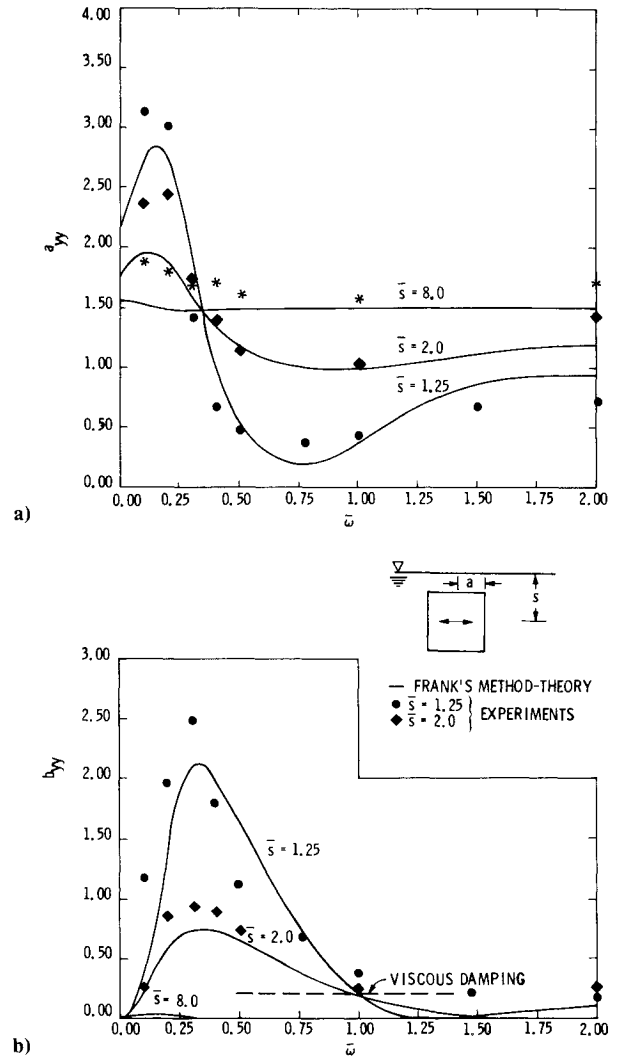 4.00
3.50
3.00
2.50
2.00
1.50
1.00
0.50
0.00
a_yy
s̄ = 8.0
s̄ = 2.0
s̄ = 1.25
0.00 0.25 0.50 0.75 1.00 1.25 1.50 1.75 2.00
ω̄
a)
a
s
— FRANK'S METHOD-THEORY
● s̄ = 1.25
◆ s̄ = 2.0
} EXPERIMENTS
3.00
2.50
2.00
1.50
1.00
0.50
0.00
b_yy
s̄ = 1.25
s̄ = 2.0
s̄ = 8.0
VISCOUS DAMPING
0.00 0.25 0.50 0.75 1.00 1.25 1.50 1.75 2.00
ω̄
b)